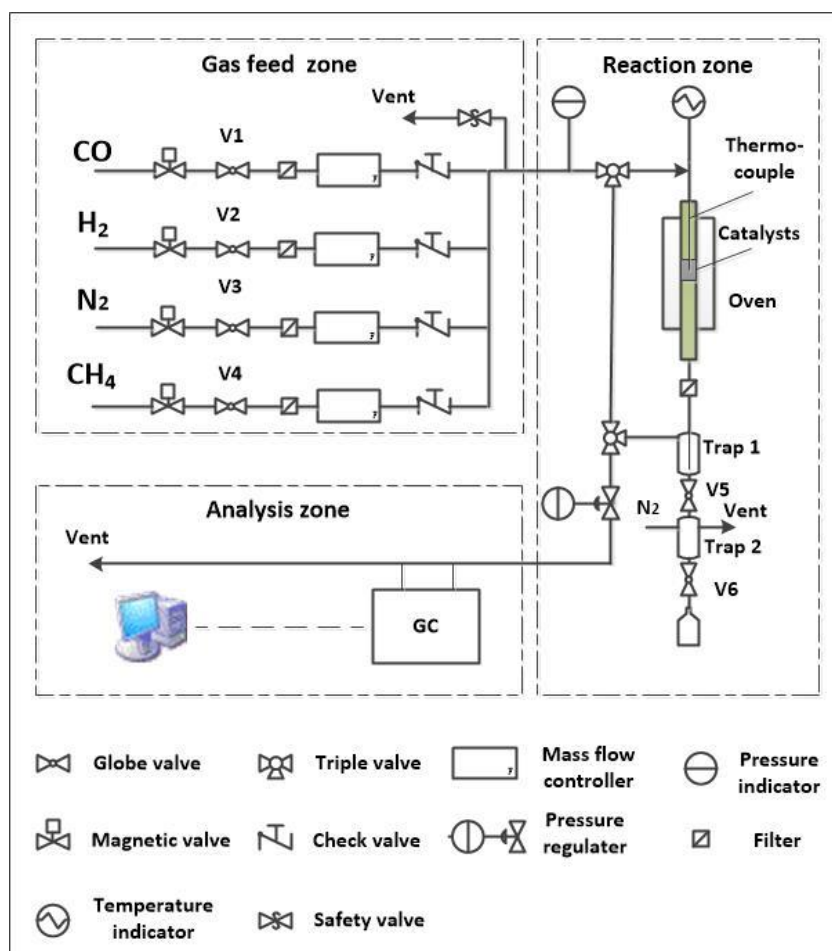 Gas feed zone
Reaction zone
Vent
CO
V1
H₂
V2
N₂
V3
CH₄
V4
Thermo-
couple
Catalysts
Oven
Trap 1
V5
N₂
Vent
Trap 2
V6
Analysis zone
Vent
GC
Globe valve
Triple valve
Mass flow
controller
Pressure
indicator
Magnetic valve
Check valve
Pressure
regulater
Filter
Temperature
indicator
Safety valve